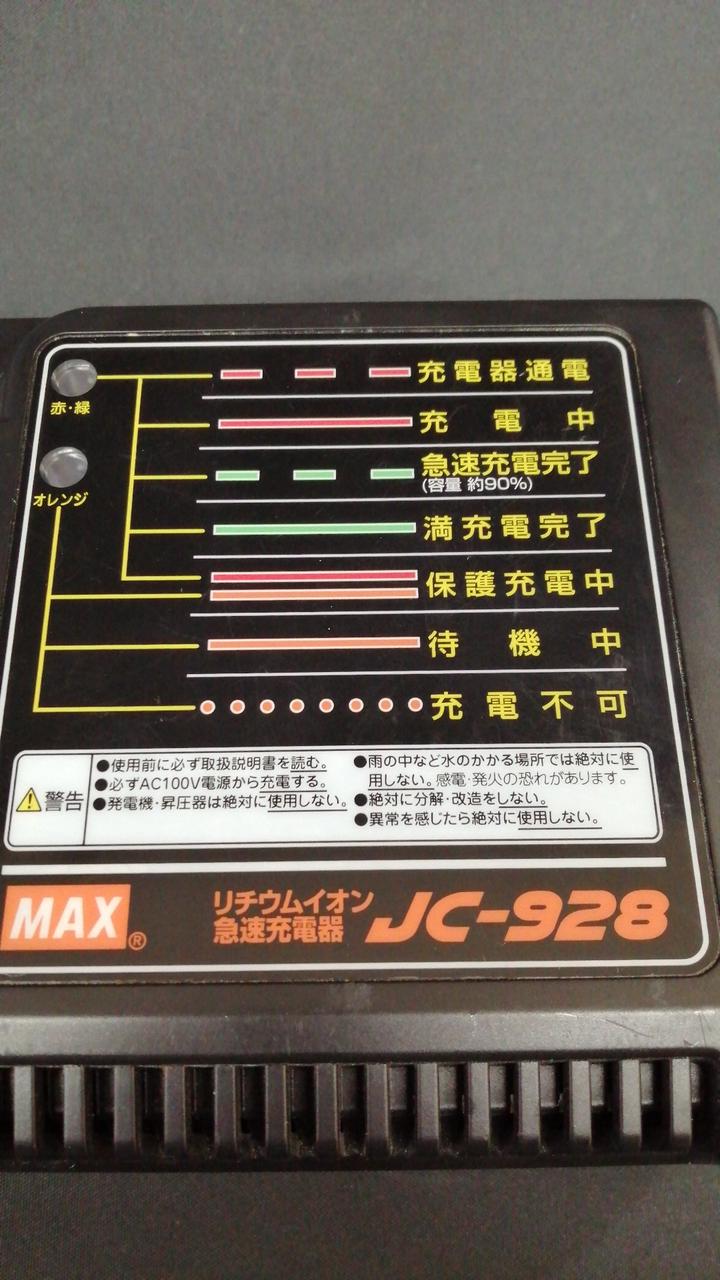 赤・緑
オレンジ
充電器通電
充電中
急速充電完了
(容量 約90%)
満充電完了
保護充電中
待機中
充電不可
警告
●使用前に必ず取扱説明書を読む。
●必ずAC100V電源から充電する。
●発電機・昇圧器は絶対に使用しない。
●雨の中など水のかかる場所では絶対に使
用しない。感電・発火の恐れがあります。
●絶対に分解・改造をしない。
●異常を感じたら絶対に使用しない。
MAX®
リチウムイオン
急速充電器
JC-928